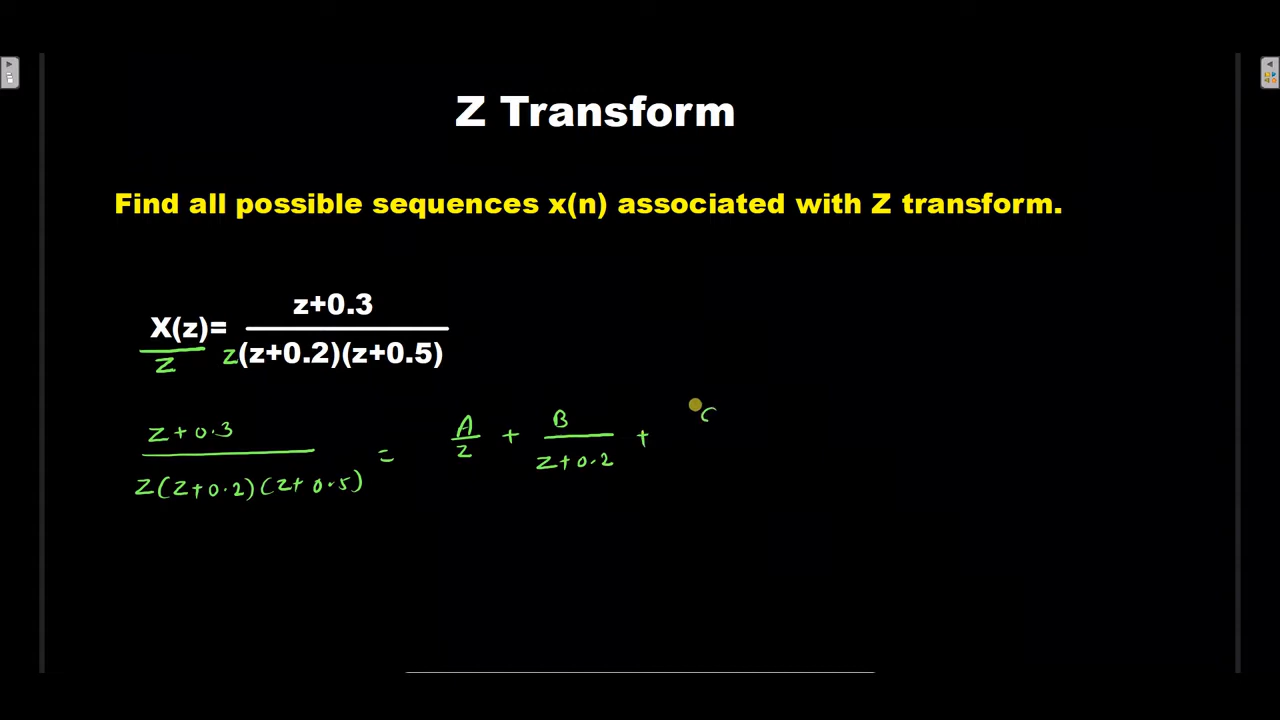 Z Transform
Find all possible sequences x(n) associated with Z transform.
z+0.3
X(z)=
z z(z+0.2)(z+0.5)
z+0.3
z(z+0.2)(z+0.5) = A/z + B/z+0.2 + C